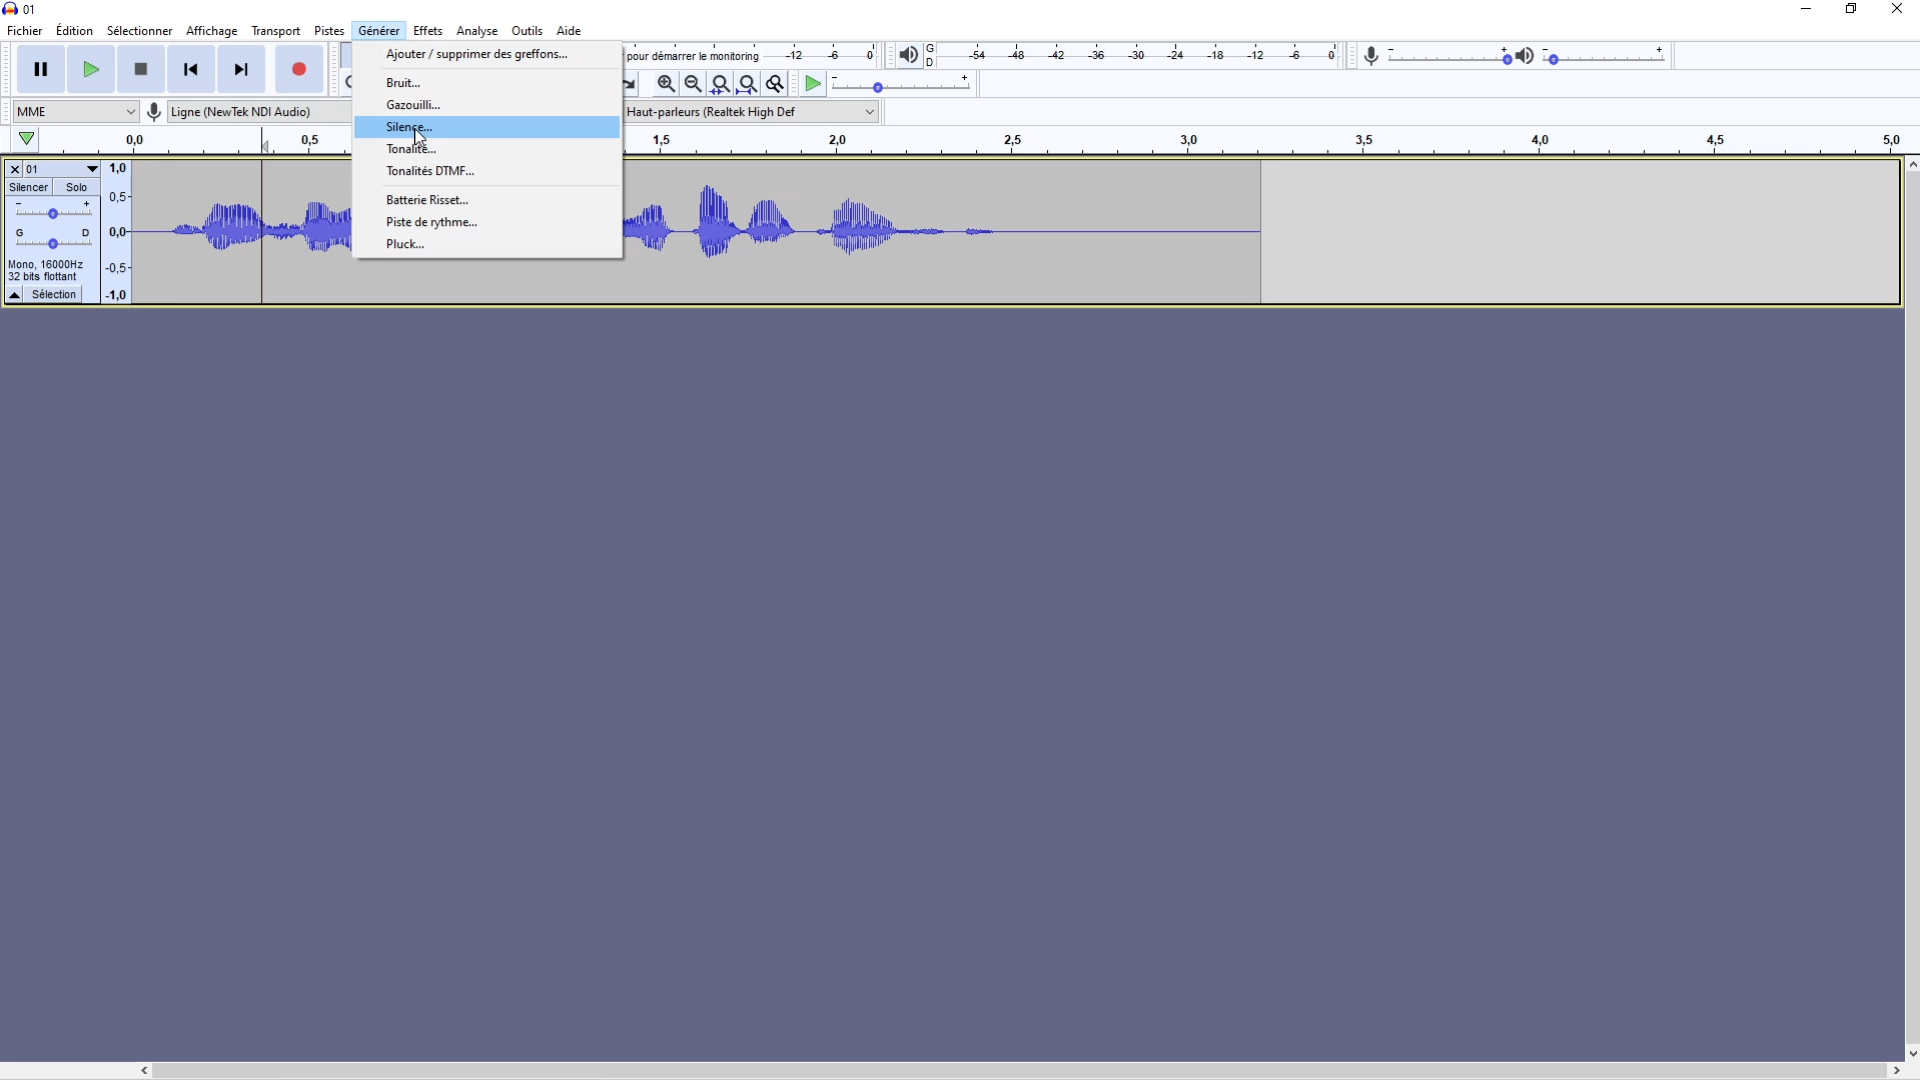 01
Fichier Édition Sélectionner Affichage Transport Pistes Générer Effets Analyse Outils Aide
Ajouter / supprimer des greffons...
Bruit...
Gazouilli...
Silence...
Tonalité...
Tonalités DTMF...
Batterie Risset...
Piste de rythme...
Pluck...
pour démarrer le monitoring -12 -6 0
G
D
-54 -48 -42 -36 -30 -24 -18 -12 -6 0
- +
- +
- +
MME Ligne (NewTek NDI Audio) Haut-parleurs (Realtek High Def
0,0 0,5 1,5 2,0 2,5 3,0 3,5 4,0 4,5 5,0
01
Silencer Solo
- +
G D
Mono, 16000Hz
32 bits flottant
Sélection
1,0
0,5-
0,0-
-0,5-
-1,0